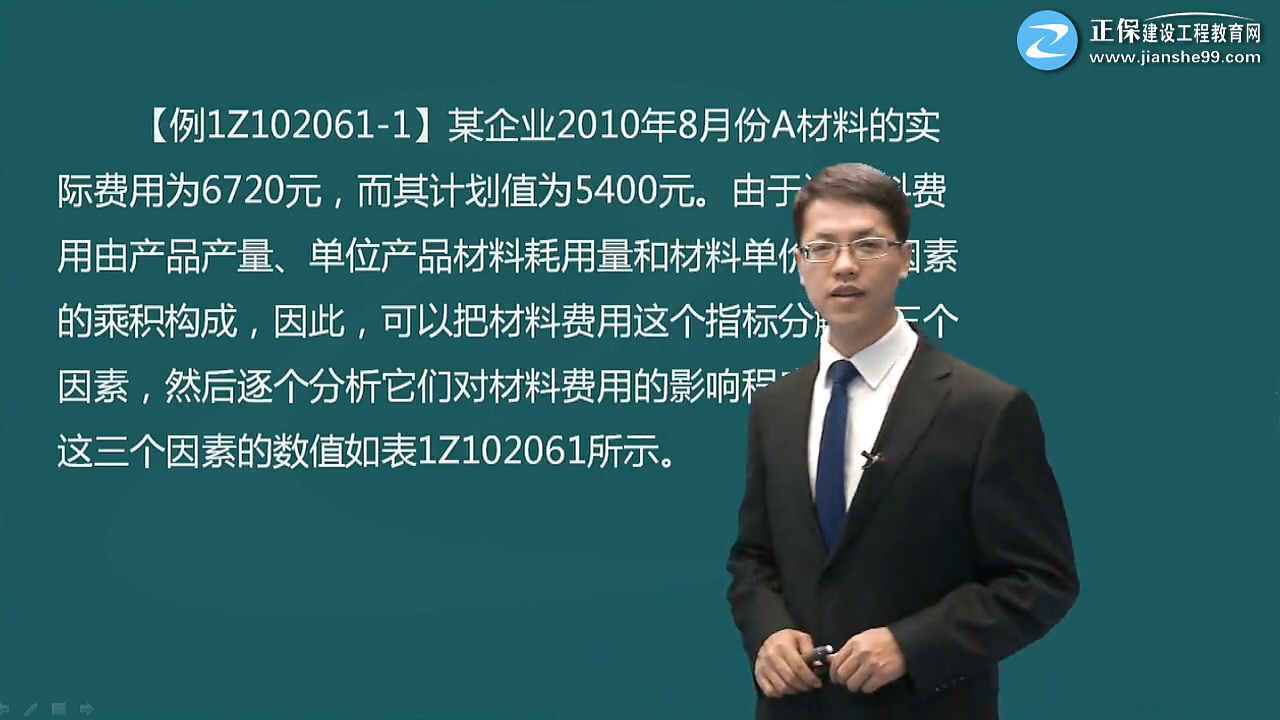 正保建设工程教育网
www.jianshe99.com
【例1Z102061-1】某企业2010年8月份A材料的实
际费用为6720元，而其计划值为5400元。由于 料费
用由产品产量、单位产品材料耗用量和材料单价 因素
的乘积构成，因此，可以把材料费用这个指标分 三个
因素，然后逐个分析它们对材料费用的影响程
这三个因素的数值如表1Z102061所示。